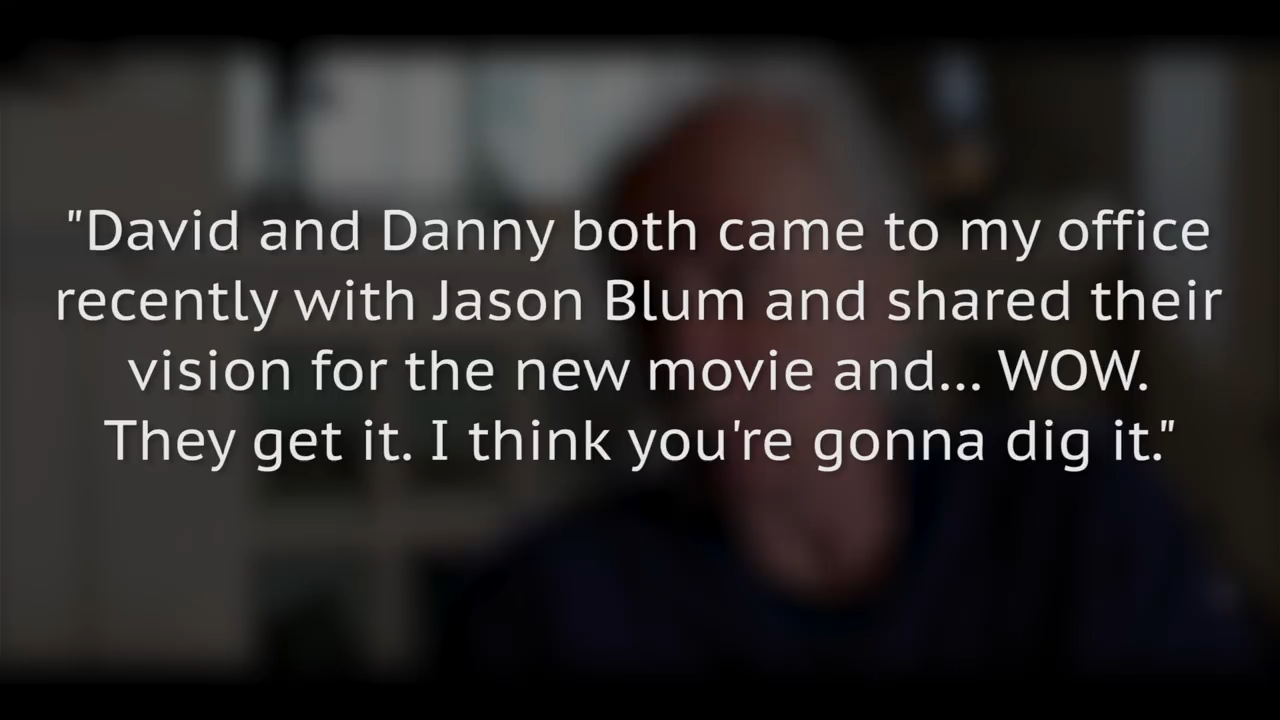 "David and Danny both came to my office
recently with Jason Blum and shared their
vision for the new movie and... WOW.
They get it. I think you're gonna dig it."